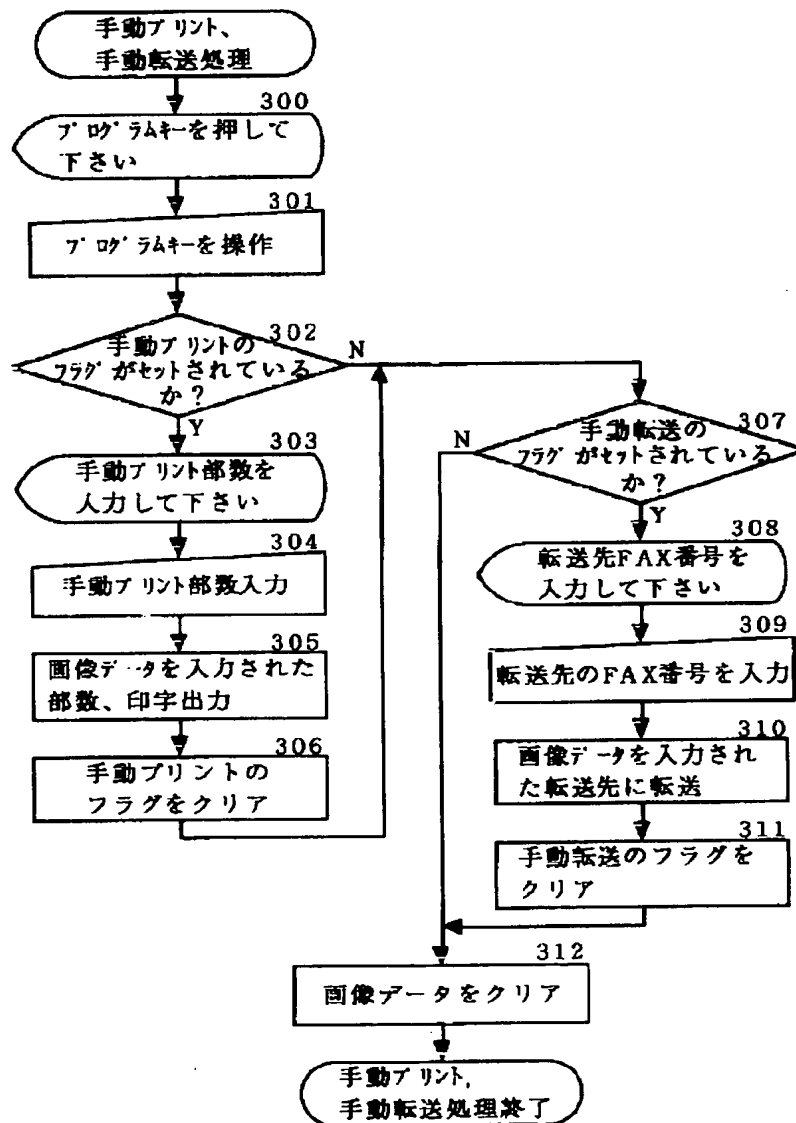 手動プリント、
手動転送処理
300
プログラムキーを押して
下さい
301
プログラムキーを操作
302
手動プリントの
フラグがセットされている
か？
N
Y
303
手動プリント部数を
入力して下さい
304
手動プリント部数入力
305
画像データを入力された
部数、印字出力
306
手動プリントの
フラグをクリア
307
手動転送の
フラグがセットされている
か？
N
Y
308
転送先FAX番号を
入力して下さい
309
転送先のFAX番号を入力
310
画像データを入力され
た転送先に転送
311
手動転送のフラグを
クリア
312
画像データをクリア
手動プリント,
手動転送処理終了